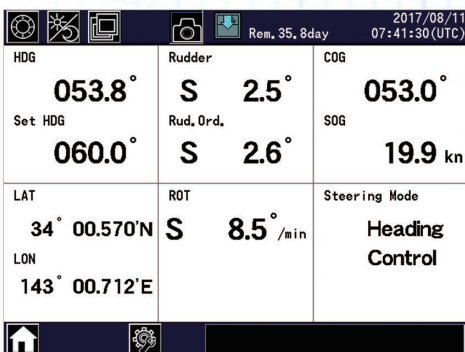 2017/08/11
Rem.35.8day 07:41:30(UTC)
HDG
053.8°
Set HDG
060.0°
Rudder
S 2.5°
Rud.Ord.
S 2.6°
COG
053.0°
SOG
19.9 kn
LAT
34° 00.570'N
LON
143° 00.712'E
ROT
S 8.5°/min
Steering Mode
Heading
Control